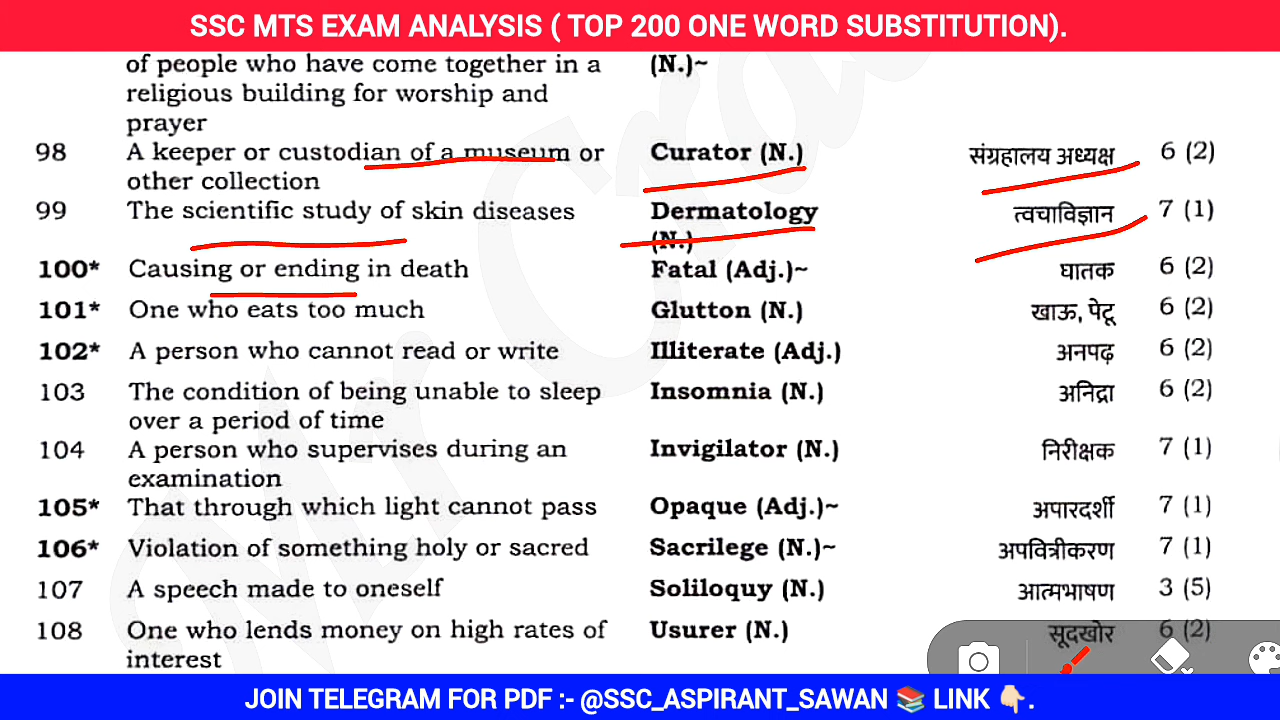 SSC MTS EXAM ANALYSIS ( TOP 200 ONE WORD SUBSTITUTION).
of people who have come together in a (N.)~
religious building for worship and
prayer
98 A keeper or custodian of a museum or Curator (N.) संग्रहालय अध्यक्ष 6 (2)
other collection
99 The scientific study of skin diseases Dermatology त्वचाविज्ञान 7 (1)
(N.)
100* Causing or ending in death Fatal (Adj.)~ घातक 6 (2)
101* One who eats too much Glutton (N.) खाऊ, पेटू 6 (2)
102* A person who cannot read or write Illiterate (Adj.) अनपढ़ 6 (2)
103 The condition of being unable to sleep Insomnia (N.) अनिद्रा 6 (2)
over a period of time
104 A person who supervises during an Invigilator (N.) निरीक्षक 7 (1)
examination
105* That through which light cannot pass Opaque (Adj.)~ अपारदर्शी 7 (1)
106* Violation of something holy or sacred Sacrilege (N.)~ अपवित्रीकरण 7 (1)
107 A speech made to oneself Soliloquy (N.) आत्मभाषण 3 (5)
108 One who lends money on high rates of Usurer (N.) सूदखोर 6 (2)
interest
JOIN TELEGRAM FOR PDF :- @SSC_ASPIRANT_SAWAN 📚 LINK 👇🏻.